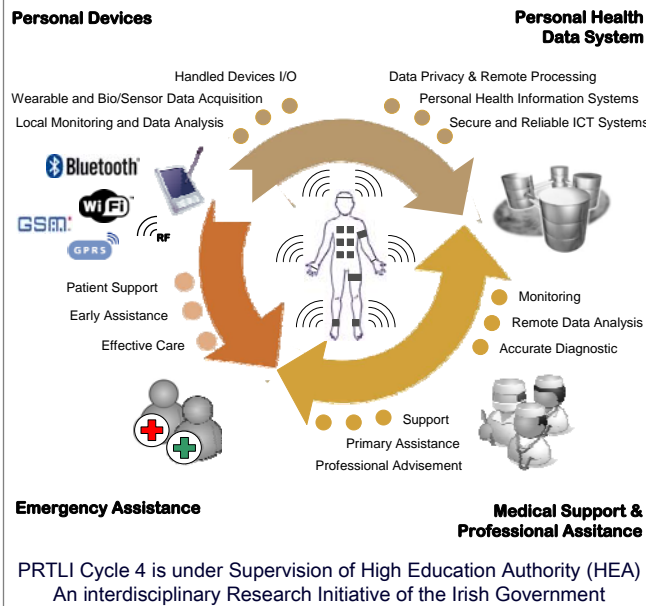 Personal Devices
Personal Health
Data System
Handled Devices I/O
Wearable and Bio/Sensor Data Acquisition
Local Monitoring and Data Analysis
Data Privacy & Remote Processing
Personal Health Information Systems
Secure and Reliable ICT Systems
Bluetooth
WiFi
GSM
GPRS
RF
Patient Support
Early Assistance
Effective Care
Monitoring
Remote Data Analysis
Accurate Diagnostic
Support
Primary Assistance
Professional Advisement
Emergency Assistance
Medical Support &
Professional Assitance
PRTLI Cycle 4 is under Supervision of High Education Authority (HEA)
An interdisciplinary Research Initiative of the Irish Government